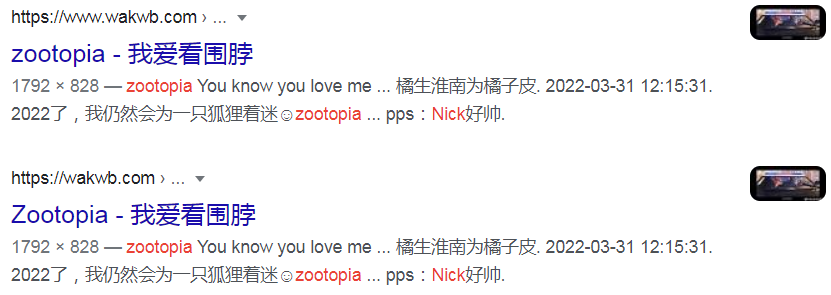 https://www.wakwb.com › ...
zootopia - 我爱看围脖
1792 × 828 — zootopia You know you love me ... 橘生淮南为橘子皮. 2022-03-31 12:15:31.
2022了，我仍然会为一只狐狸着迷☺zootopia ... pps：Nick好帅.
https://wakwb.com › ...
Zootopia - 我爱看围脖
1792 × 828 — zootopia You know you love me ... 橘生淮南为橘子皮. 2022-03-31 12:15:31.
2022了，我仍然会为一只狐狸着迷☺zootopia ... pps：Nick好帅.